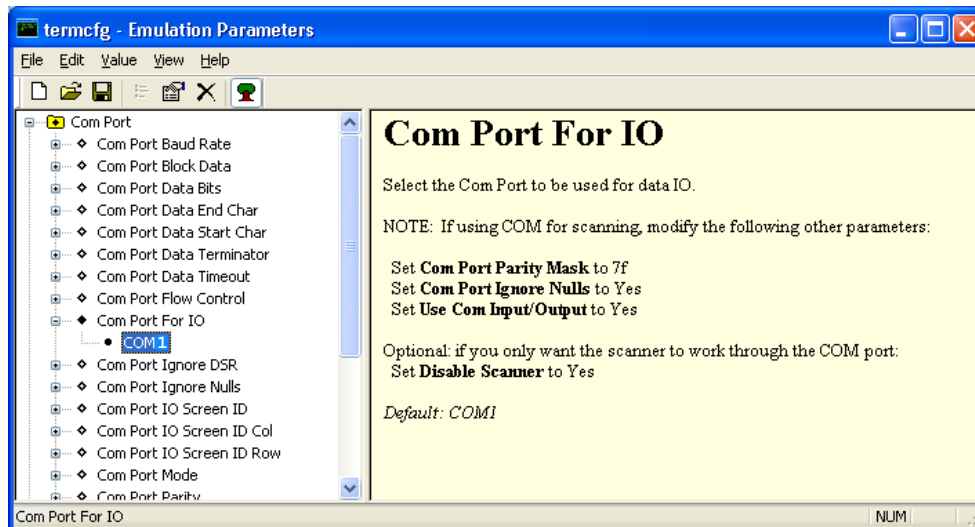 termcfg - Emulation Parameters
File Edit Value View Help
Com Port
Com Port Baud Rate
Com Port Block Data
Com Port Data Bits
Com Port Data End Char
Com Port Data Start Char
Com Port Data Terminator
Com Port Data Timeout
Com Port Flow Control
Com Port For IO
COM1
Com Port Ignore DSR
Com Port Ignore Nulls
Com Port IO Screen ID
Com Port IO Screen ID Col
Com Port IO Screen ID Row
Com Port Mode
Com Port Parity
Com Port For IO
Select the Com Port to be used for data IO.
NOTE: If using COM for scanning, modify the following other parameters:
Set Com Port Parity Mask to 7f
Set Com Port Ignore Nulls to Yes
Set Use Com Input/Output to Yes
Optional: if you only want the scanner to work through the COM port:
Set Disable Scanner to Yes
Default: COM1
Com Port For IO
NUM